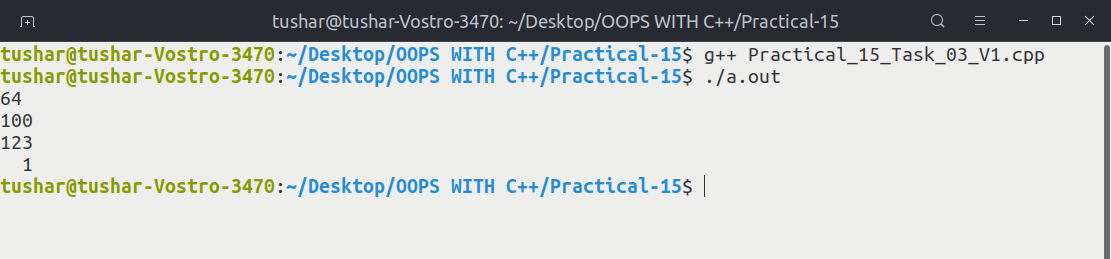 tushar@tushar-Vostro-3470: ~/Desktop/OOPS WITH C++/Practical-15
tushar@tushar-Vostro-3470:~/Desktop/OOPS WITH C++/Practical-15$ g++ Practical_15_Task_03_V1.cpp
tushar@tushar-Vostro-3470:~/Desktop/OOPS WITH C++/Practical-15$ ./a.out
64
100
123
  1
tushar@tushar-Vostro-3470:~/Desktop/OOPS WITH C++/Practical-15$